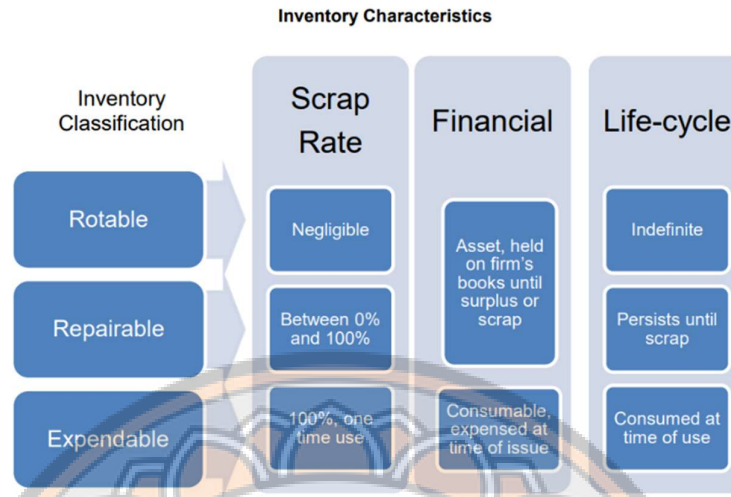 Inventory Characteristics
Inventory
Classification
Scrap
Rate
Financial
Life-cycle
Rotable
Negligible
Asset, held
on firm's
books until
surplus or
scrap
Indefinite
Repairable
Between 0%
and 100%
Persists until
scrap
Expendable
100%, one
time use
Consumable,
expensed at
time of issue
Consumed at
time of use